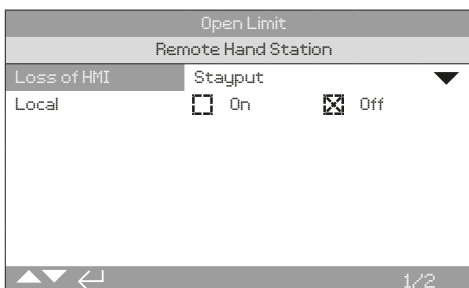 Open Limit
Remote Hand Station
Loss of HMI Stayput
Local On Off
1/2